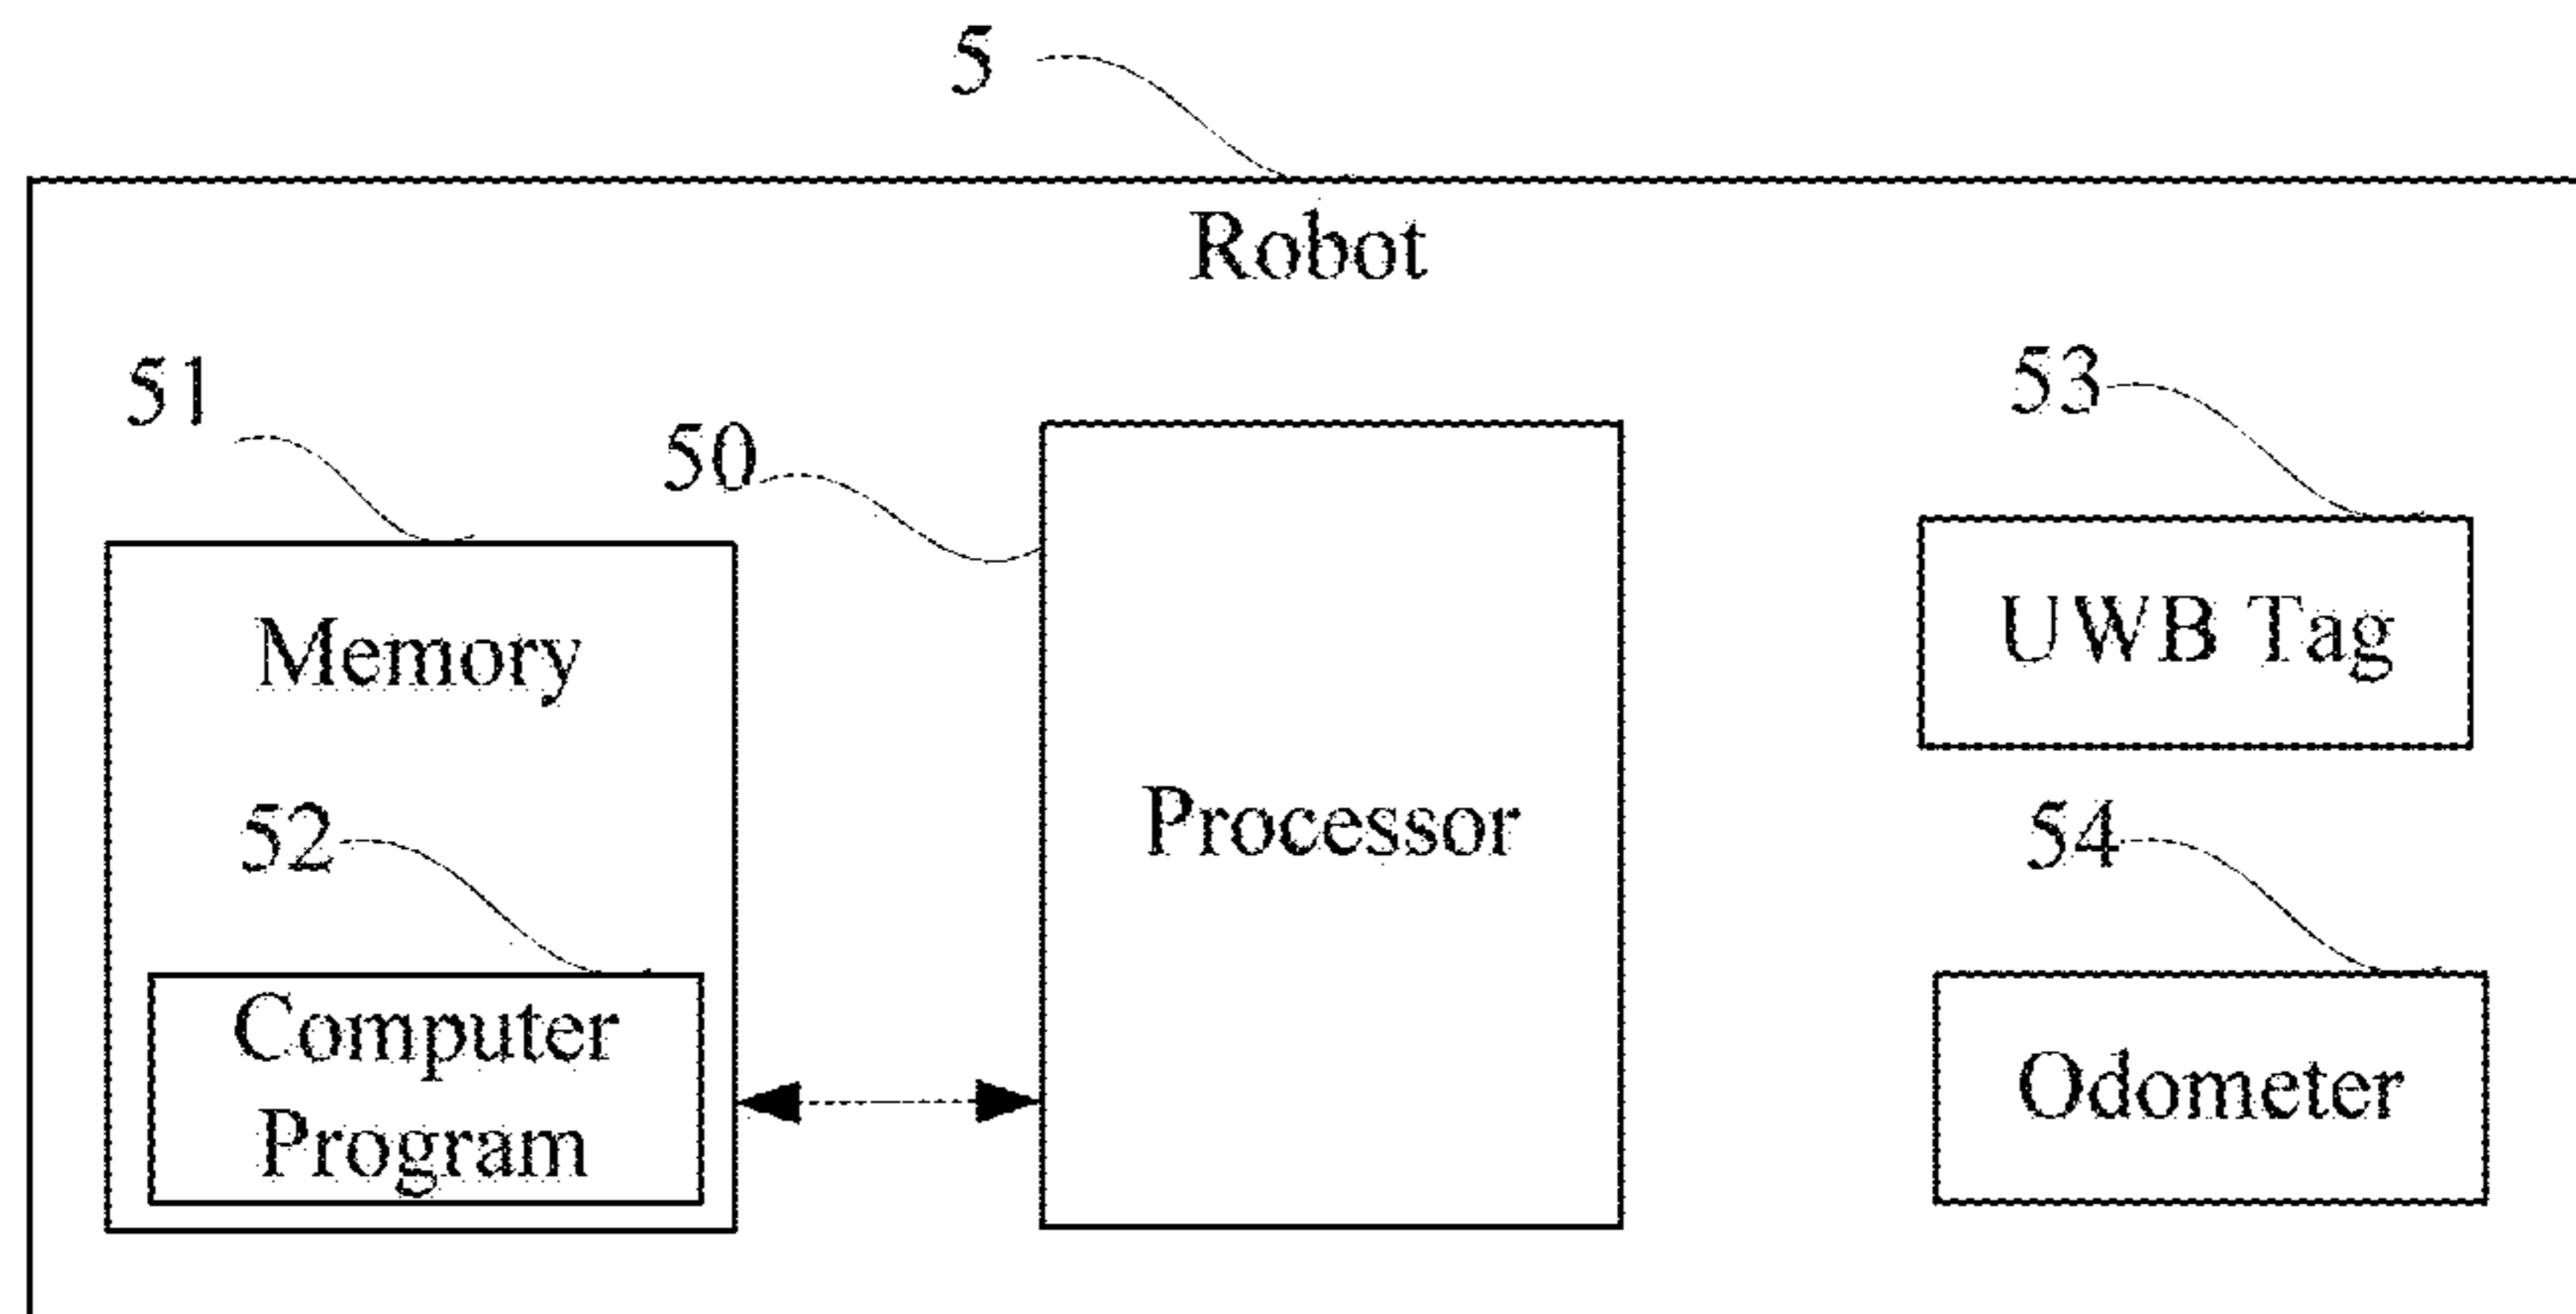 5
Robot
51
50
53
Memory
UWB Tag
Processor
52
54
Computer
Program
Odometer